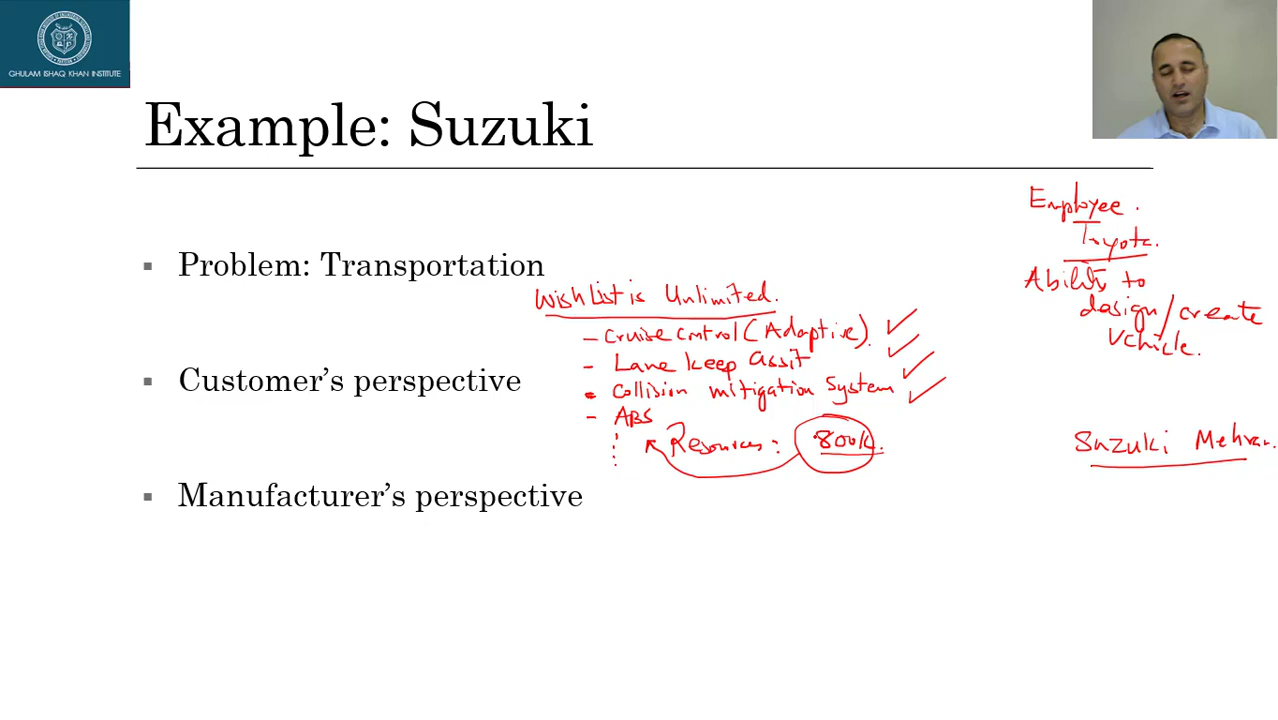 GHULAM ISHAQ KHAN INSTITUTE
Example: Suzuki
Employee.
Toyota.
Ability to
design/create
Vehicle.
Problem: Transportation
Wish List is Unlimited.
- Cruise control (Adaptive).
- Lane keep assit
• Collision mitigation System
- ABS
Customer's perspective
Resources: 800k.
Suzuki Mehran.
Manufacturer's perspective